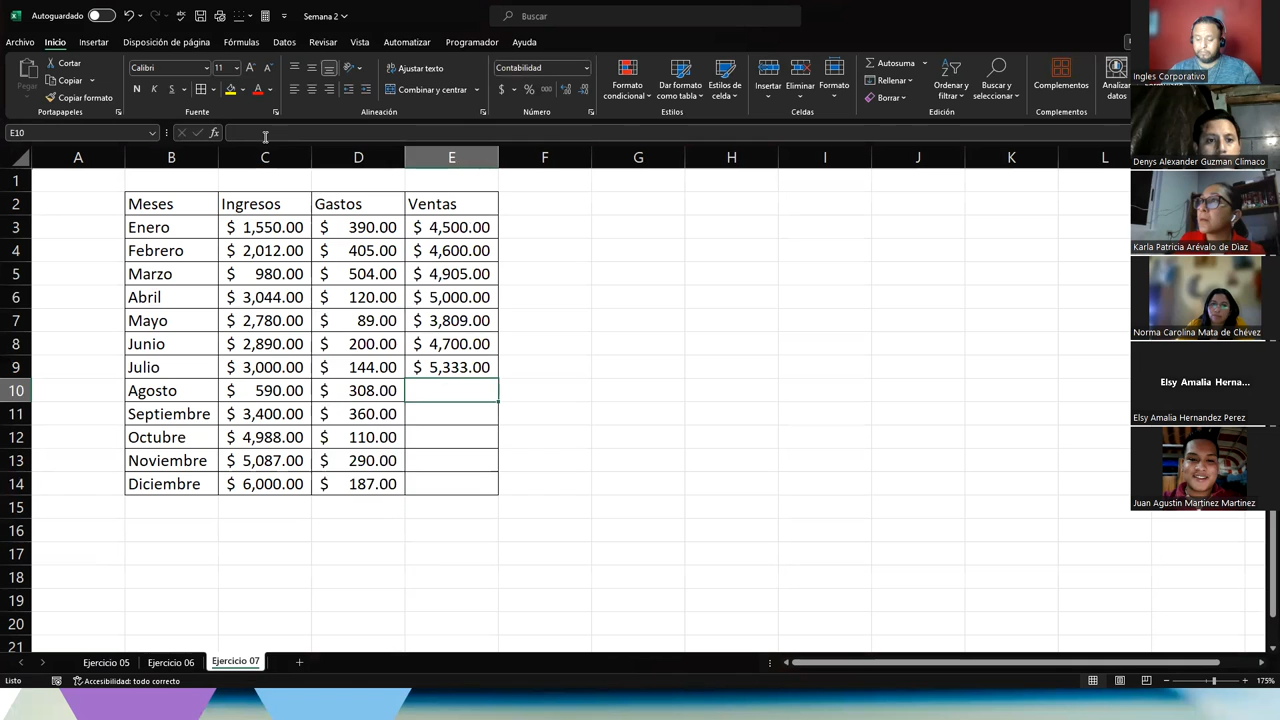 Autoguardado
Semana 2
Buscar
Archivo Inicio Insertar Disposición de página Fórmulas Datos Revisar Vista Automatizar Programador Ayuda
Pegar
Cortar
Copiar
Copiar formato
Portapapeles
Calibri 11
N K S
Fuente
Ajustar texto
Combinar y centrar
Alineación
Contabilidad
$ % 000
Número
Formato condicional
Dar formato como tabla
Estilos de celda
Estilos
Insertar Eliminar Formato
Celdas
Autosuma
Rellenar
Borrar
Ordenar y filtrar
Buscar y seleccionar
Edición
Complementos
Complementos
Analizar
E10
fx
A B C D E F G H I J K L
1
2 Meses Ingresos Gastos Ventas
3 Enero $ 1,550.00 $ 390.00 $ 4,500.00
4 Febrero $ 2,012.00 $ 405.00 $ 4,600.00
5 Marzo $ 980.00 $ 504.00 $ 4,905.00
6 Abril $ 3,044.00 $ 120.00 $ 5,000.00
7 Mayo $ 2,780.00 $ 89.00 $ 3,809.00
8 Junio $ 2,890.00 $ 200.00 $ 4,700.00
9 Julio $ 3,000.00 $ 144.00 $ 5,333.00
10 Agosto $ 590.00 $ 308.00
11 Septiembre $ 3,400.00 $ 360.00
12 Octubre $ 4,988.00 $ 110.00
13 Noviembre $ 5,087.00 $ 290.00
14 Diciembre $ 6,000.00 $ 187.00
15
16
17
18
19
20
21
Ingles Corporativo
Denys Alexander Guzman Climaco
Karla Patricia Arévalo de Diaz
Norma Carolina Mata de Chévez
Elsy Amalia Herna...
Elsy Amalia Hernandez Perez
Juan Agustin Martinez Martinez
Ejercicio 05 Ejercicio 06 Ejercicio 07
Listo
Accesibilidad: todo correcto
175%